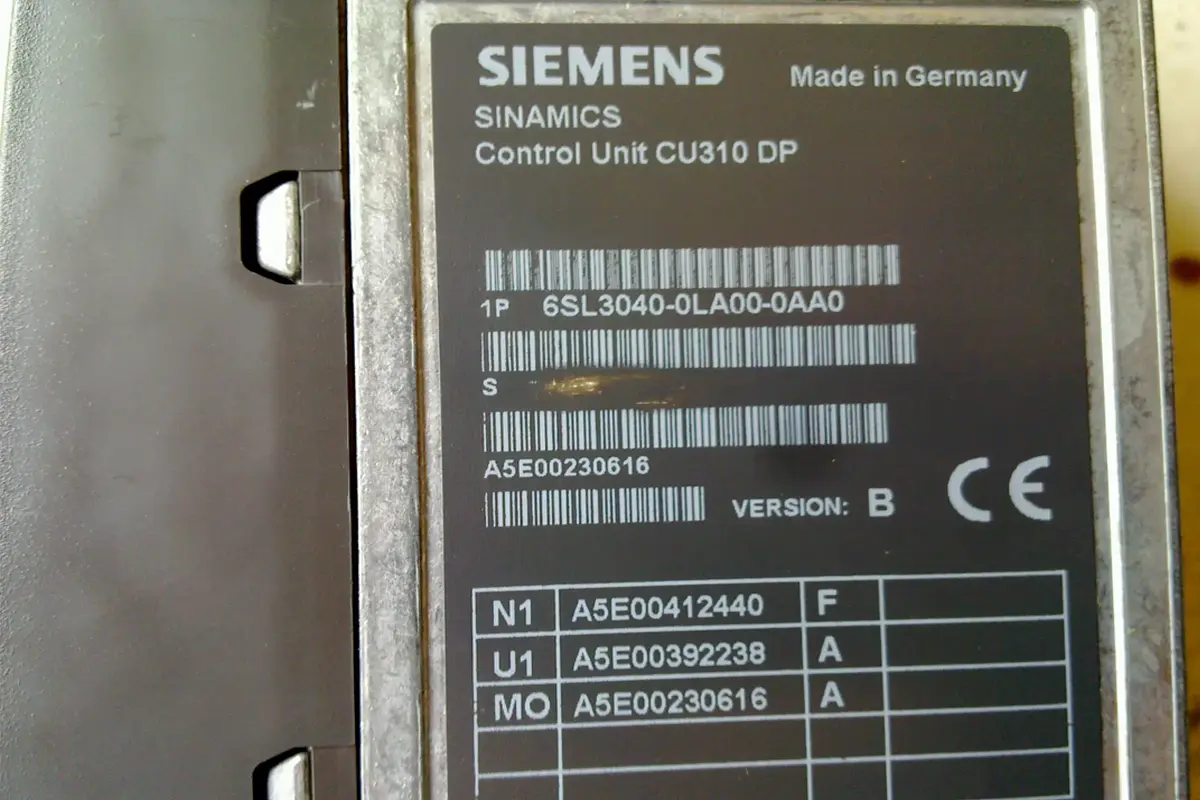 SIEMENS Made in Germany
SINAMICS
Control Unit CU310 DP
1P 6SL3040-0LA00-0AA0
S
A5E00230616
VERSION: B CE
N1 A5E00412440 F
U1 A5E00392238 A
MO A5E00230616 A